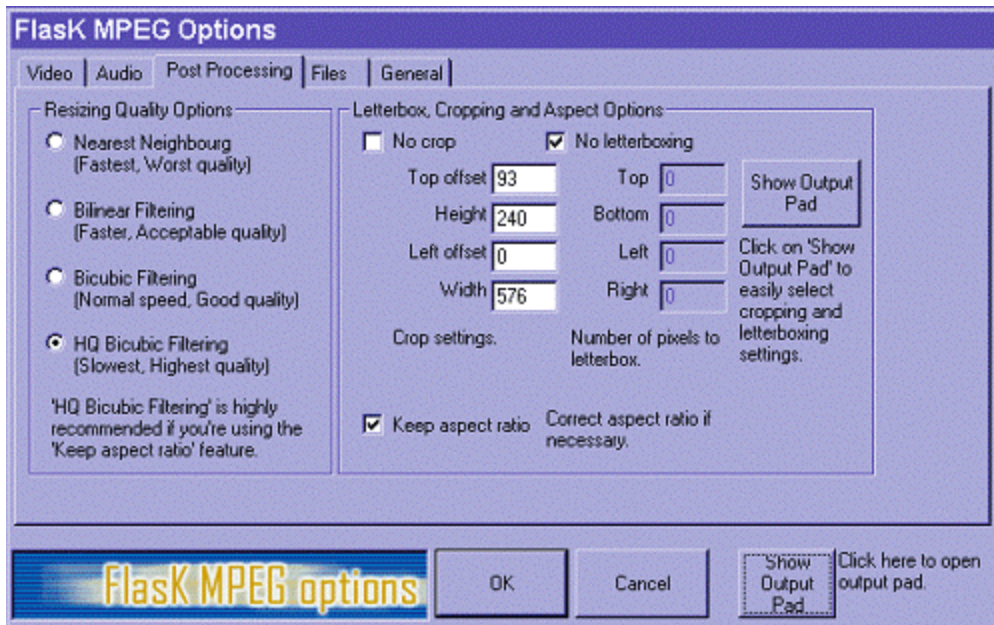 FlasK MPEG Options
Video
Audio
Post Processing
Files
General
Resizing Quality Options
Nearest Neighbourg
(Fastest, Worst quality)
Bilinear Filtering
(Faster, Acceptable quality)
Bicubic Filtering
(Normal speed, Good quality)
HQ Bicubic Filtering
(Slowest, Highest quality)
'HQ Bicubic Filtering' is highly
recommended if you're using the
'Keep aspect ratio' feature.
Letterbox, Cropping and Aspect Options
No crop
No letterboxing
Top offset 93
Height 240
Left offset 0
Width 576
Crop settings.
Top 0
Bottom 0
Left 0
Right 0
Number of pixels to
letterbox.
Show Output
Pad
Click on 'Show
Output Pad' to
easily select
cropping and
letterboxing
settings.
Keep aspect ratio
Correct aspect ratio if
necessary.
FlasK MPEG options
OK
Cancel
Show
Output
Pad
Click here to open
output pad.